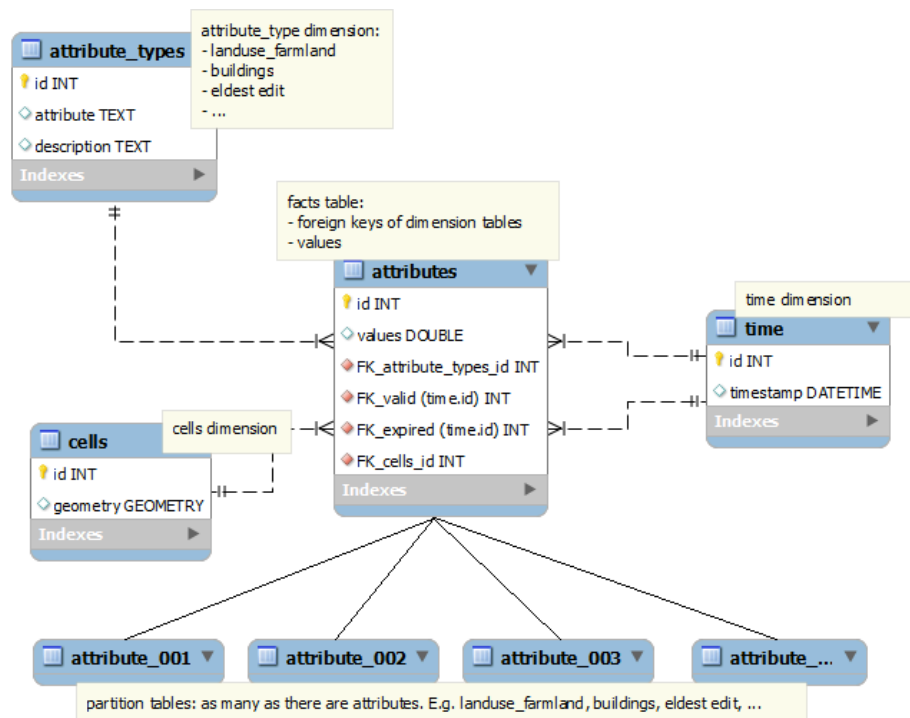 attribute_types
id INT
attribute TEXT
description TEXT
Indexes
attribute_type dimension:
- landuse_farmland
- buildings
- eldest edit
- ...
facts table:
- foreign keys of dimension tables
- values
attributes
id INT
values DOUBLE
FK_attribute_types_id INT
FK_valid (time.id) INT
FK_expired (time.id) INT
FK_cells_id INT
Indexes
time dimension
time
id INT
timestamp DATETIME
Indexes
cells dimension
cells
id INT
geometry GEOMETRY
Indexes
attribute_001
attribute_002
attribute_003
attribute_...
partition tables: as many as there are attributes. E.g. landuse_farmland, buildings, eldest edit, ...